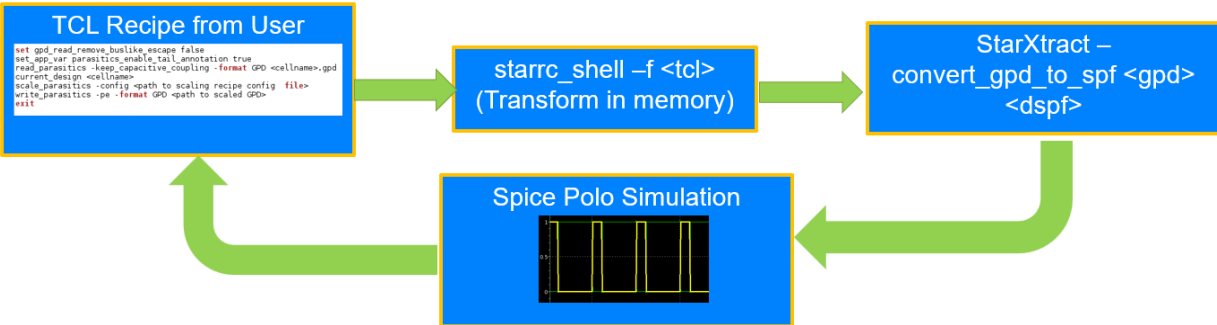 TCL Recipe from User
set gpd_read_remove_buslike_escape false
set_app_var parasitics_enable_tail_annotation true
read_parasitics -keep_capacitive_coupling -format GPD <cellname>.gpd
current_design <cellname>
scale_parasitics -config <path to scaling recipe config file>
write_parasitics -pe -format GPD <path to scaled GPD>
exit
starrc_shell –f <tcl>
(Transform in memory)
StarXtract –
convert_gpd_to_spf <gpd>
<dspf>
Spice Polo Simulation
1
0.5
0